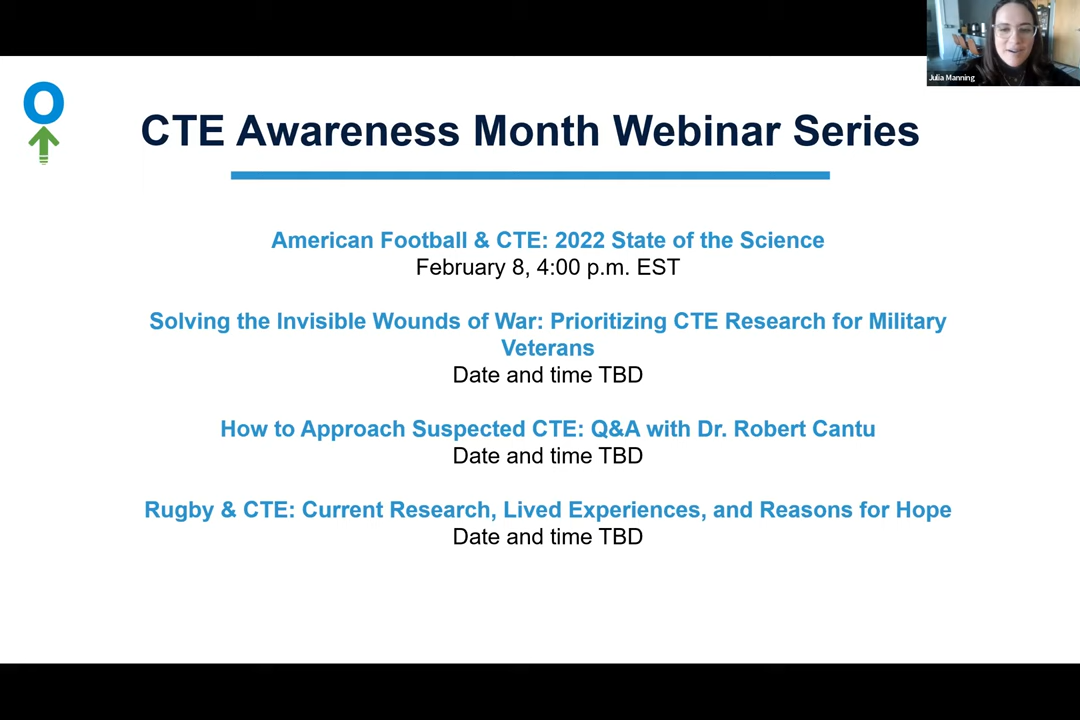 Julia Manning
CTE Awareness Month Webinar Series
American Football & CTE: 2022 State of the Science
February 8, 4:00 p.m. EST
Solving the Invisible Wounds of War: Prioritizing CTE Research for Military
Veterans
Date and time TBD
How to Approach Suspected CTE: Q&A with Dr. Robert Cantu
Date and time TBD
Rugby & CTE: Current Research, Lived Experiences, and Reasons for Hope
Date and time TBD